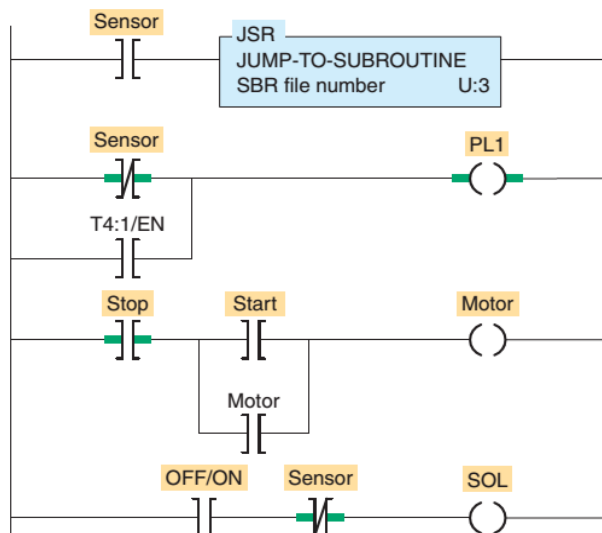 Sensor
JSR
JUMP-TO-SUBROUTINE
SBR file number U:3
Sensor
PL1
T4:1/EN
Stop Start Motor
Motor
OFF/ON Sensor SOL